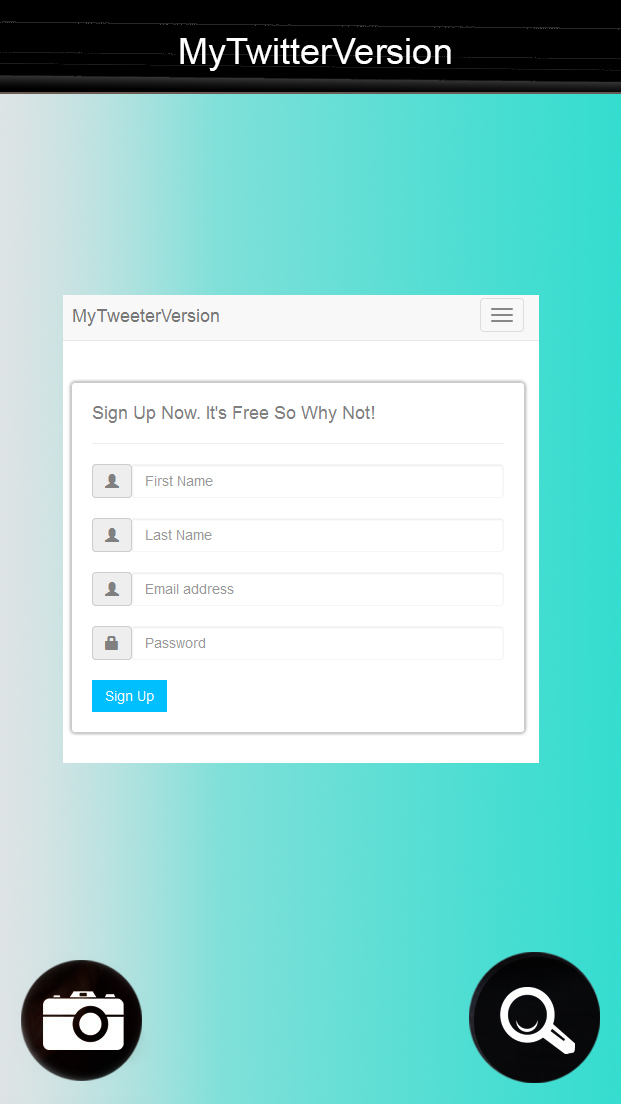 MyTwitterVersion
MyTweeterVersion
Sign Up Now. It's Free So Why Not!
First Name
Last Name
Email address
Password
Sign Up